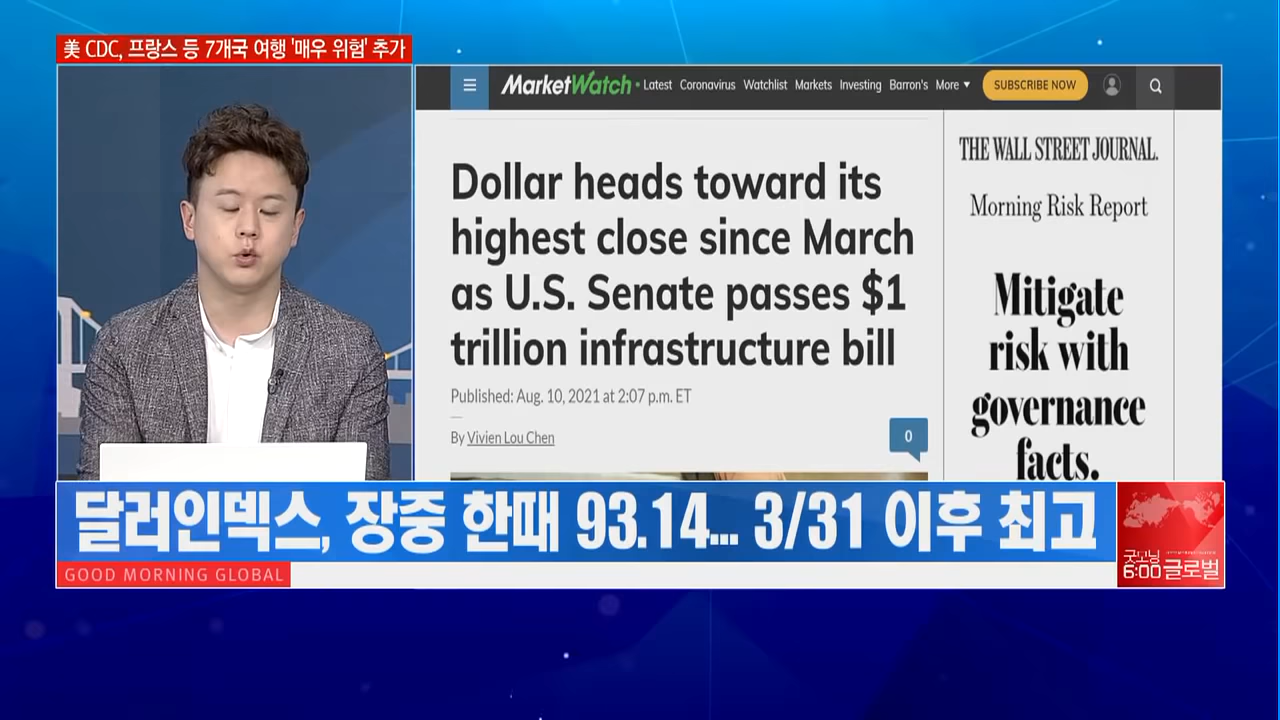 美 CDC, 프랑스 등 7개국 여행 '매우 위험' 추가
MarketWatch
Latest Coronavirus Watchlist Markets Investing Barron's More
SUBSCRIBE NOW
Dollar heads toward its
highest close since March
as U.S. Senate passes $1
trillion infrastructure bill
Published: Aug. 10, 2021 at 2:07 p.m. ET
By Vivien Lou Chen
0
THE WALL STREET JOURNAL.
Morning Risk Report
Mitigate
risk with
governance
facts.
달러인덱스, 장중 한때 93.14... 3/31 이후 최고
GOOD MORNING GLOBAL
굿모닝
6:00 글로벌